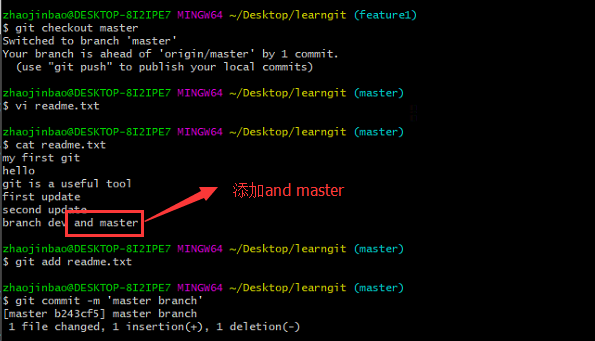 zhaojinbao@DESKTOP-8I2IPE7 MINGW64 ~/Desktop/learngit (feature1)
$ git checkout master
Switched to branch 'master'
Your branch is ahead of 'origin/master' by 1 commit.
  (use "git push" to publish your local commits)
zhaojinbao@DESKTOP-8I2IPE7 MINGW64 ~/Desktop/learngit (master)
$ vi readme.txt
zhaojinbao@DESKTOP-8I2IPE7 MINGW64 ~/Desktop/learngit (master)
$ cat readme.txt
my first git
hello
git is a useful tool
first update
second update
branch dev and master
添加and master
zhaojinbao@DESKTOP-8I2IPE7 MINGW64 ~/Desktop/learngit (master)
$ git add readme.txt
zhaojinbao@DESKTOP-8I2IPE7 MINGW64 ~/Desktop/learngit (master)
$ git commit -m 'master branch'
[master b243cf5] master branch
 1 file changed, 1 insertion(+), 1 deletion(-)